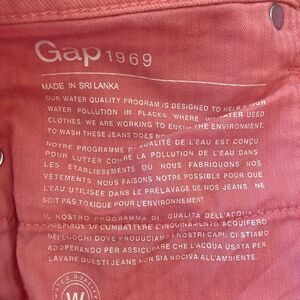 Gap 1969
MADE IN SRI LANKA
OUR WATER QUALITY PROGRAM IS DESIGNED TO HELP
WATER POLLUTION IN PLACES WHERE USED
CLOTHES. WE ARE WORKING TO ENSURE THE ENVIRONMENT.
TO WASH THESE JEANS DOES
NOTRE PROGRAMME QUALITÉ DE L'EAU EST CONÇU
POUR LUTTER CONTRE LA POLLUTION DE L'EAU DANS
LES ÉTABLISSEMENTS OU NOUS FABRIQUONS NOS
VÊTEMENTS. NOUS FAISONS NOTRE POSSIBLE POUR QUE
L'EAU UTILISÉE DANS LE PRÉLAVAGE DE NOS JEANS NE
SOIT PAS TOXIQUE POUR L'ENVIRONNEMENT
IL NOSTRO PROGRAMMA DI QUALITÀ DELL'ACQUA
PREFIGGE DI COMBATTERE L'INQUINAMENTO ACQUIFERO
NEI LUOGHI DOVE PRODUCIAMO I NOSTRI CAPI. CI STIAMO
ADOPERANDO PER ASSICURARE CHE L'ACQUA USATA PER
LAVARE QUESTI JEANS NON SIA NOCIVA ALL'AMBIENTE.
WATER QUALITY
W